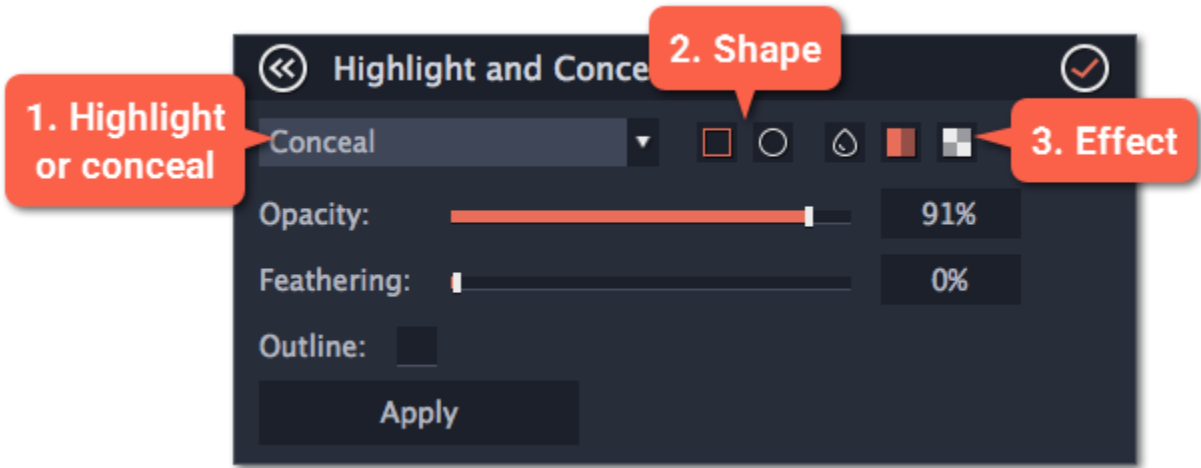 2. Shape
Highlight and Conce
1. Highlight
or conceal
Conceal
3. Effect
Opacity:
91%
Feathering:
0%
Outline:
Apply